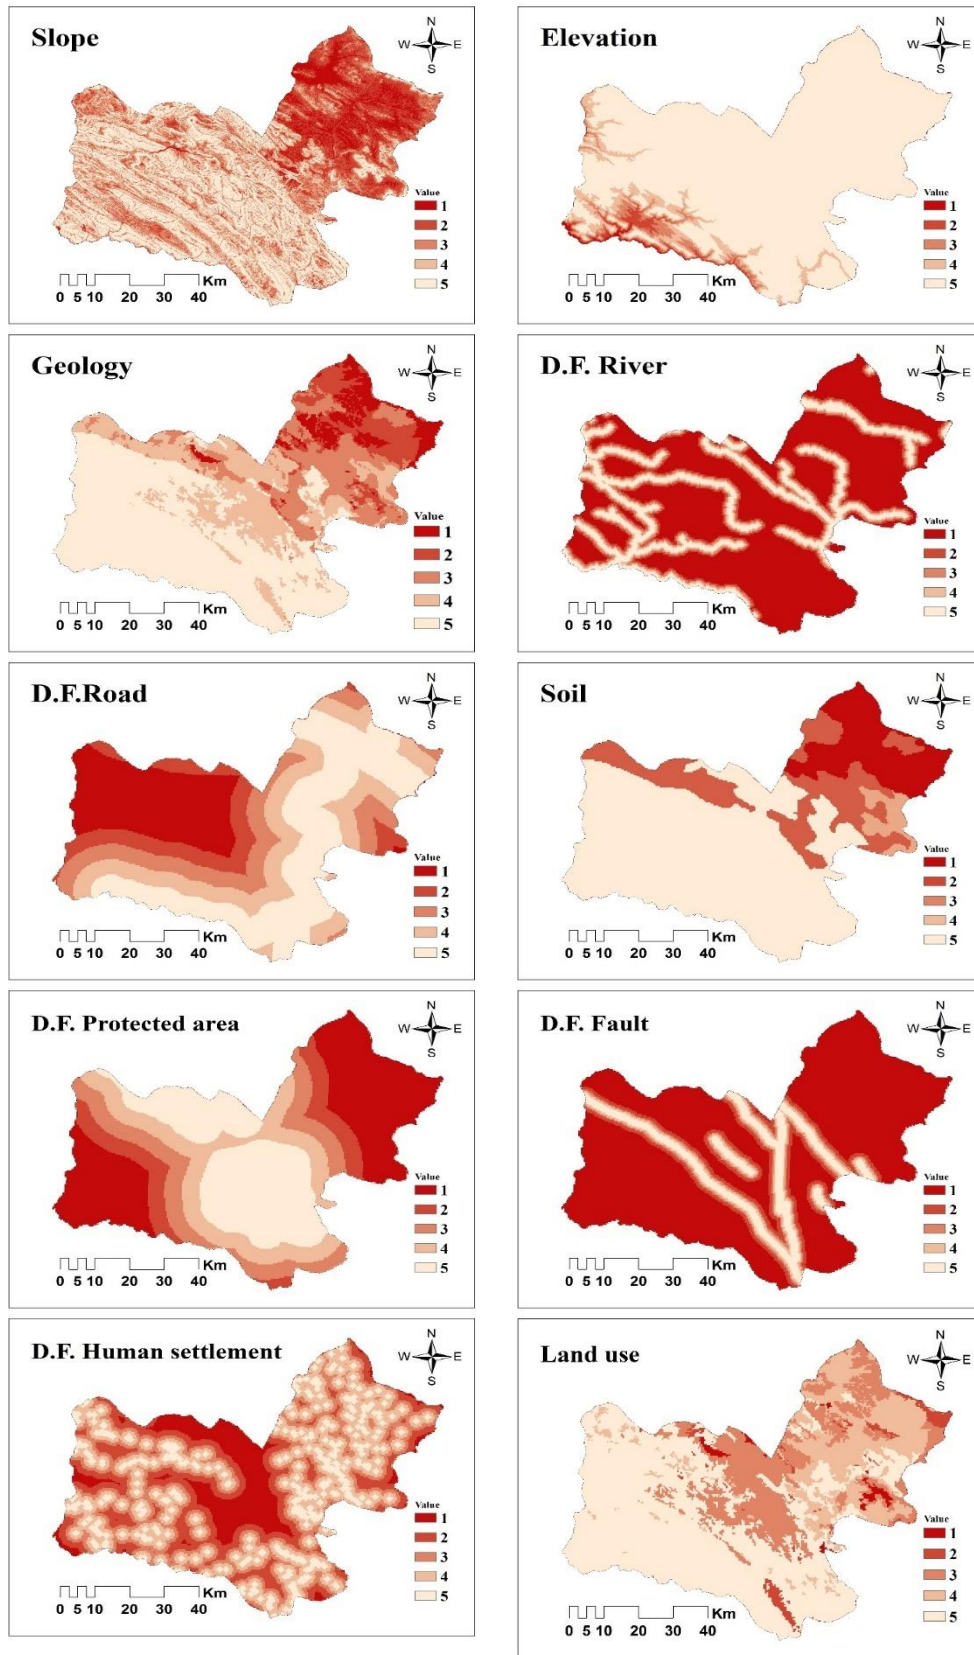 Slope
N
W E
S
Value
1
2
3
4
5
Km
0 5 10 20 30 40
Elevation
N
W E
S
Value
1
2
3
4
5
Km
0 5 10 20 30 40
Geology
N
W E
S
Value
1
2
3
4
5
Km
0 5 10 20 30 40
D.F. River
N
W E
S
Value
1
2
3
4
5
Km
0 5 10 20 30 40
D.F.Road
N
W E
S
Value
1
2
3
4
5
Km
0 5 10 20 30 40
Soil
N
W E
S
Value
1
2
3
4
5
Km
0 5 10 20 30 40
D.F. Protected area
N
W E
S
Value
1
2
3
4
5
Km
0 5 10 20 30 40
D.F. Fault
N
W E
S
Value
1
2
3
4
5
Km
0 5 10 20 30 40
D.F. Human settlement
N
W E
S
Value
1
2
3
4
5
Km
0 5 10 20 30 40
Land use
N
W E
S
Value
1
2
3
4
5
Km
0 5 10 20 30 40